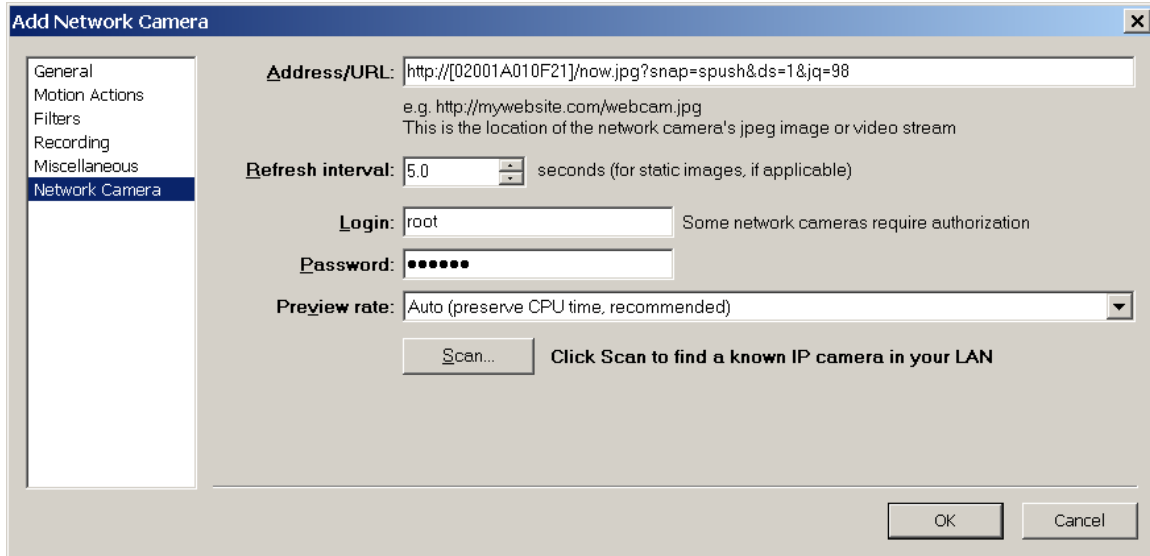 Add Network Camera
General
Motion Actions
Filters
Recording
Miscellaneous
Network Camera
Address/URL: http://[02001A010F21]/now.jpg?snap=spush&ds=1&jq=98
e.g. http://mywebsite.com/webcam.jpg
This is the location of the network camera's jpeg image or video stream
Refresh interval: 5.0 seconds (for static images, if applicable)
Login: root Some network cameras require authorization
Password: ●●●●●●
Preview rate: Auto (preserve CPU time, recommended)
Scan... Click Scan to find a known IP camera in your LAN
OK Cancel